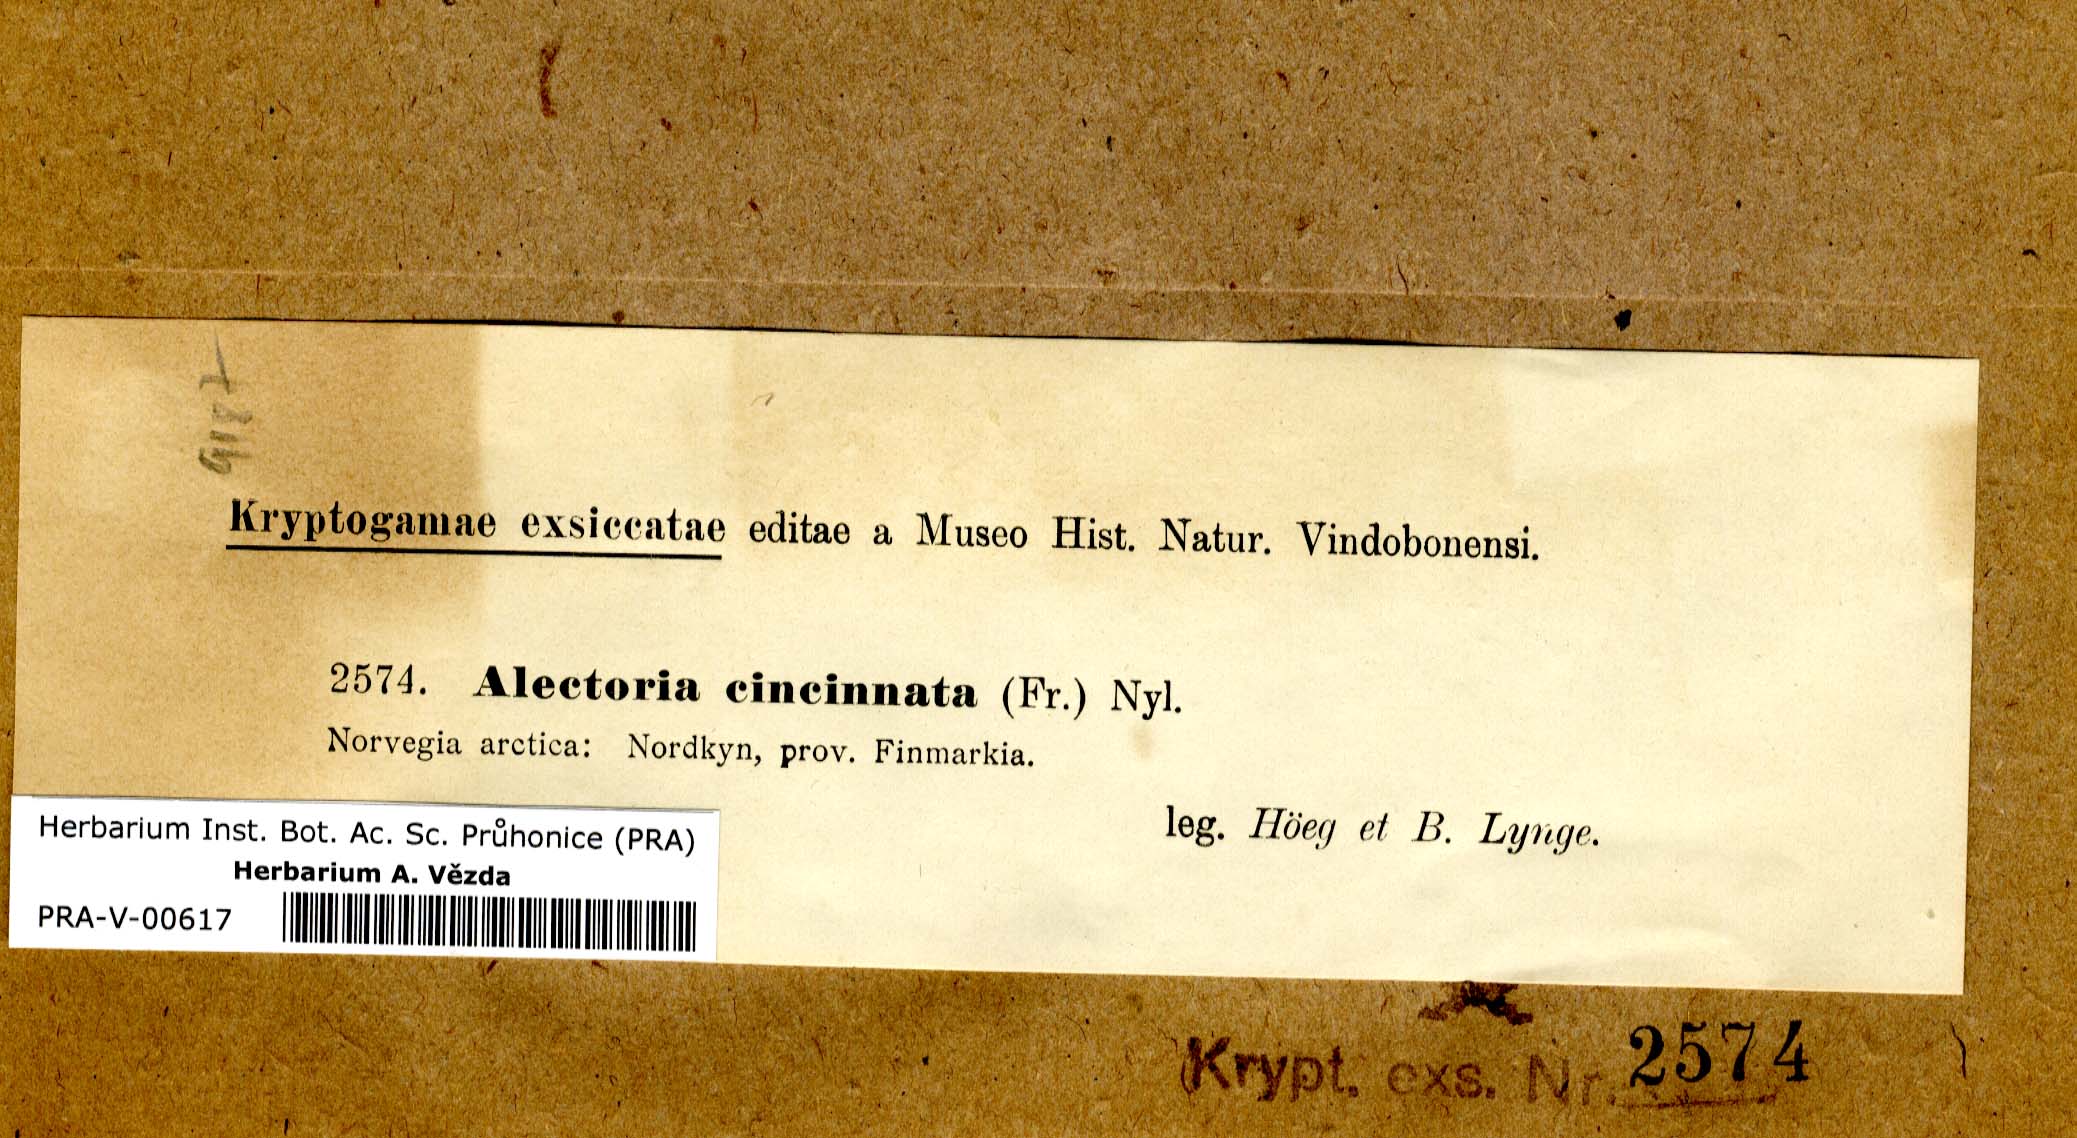 Kryptogamae exsiccatae editae a Museo Hist. Natur. Vindobonensi.
2574. Alectoria cincinnata (Fr.) Nyl.
Norvegia arctica: Nordkyn, prov. Finmarkia.
leg. Höeg et B. Lynge.
Herbarium Inst. Bot. Ac. Sc. Průhonice (PRA)
Herbarium A. Vězda
PRA-V-00617
(Krypt. exs. Nr. 2574 )